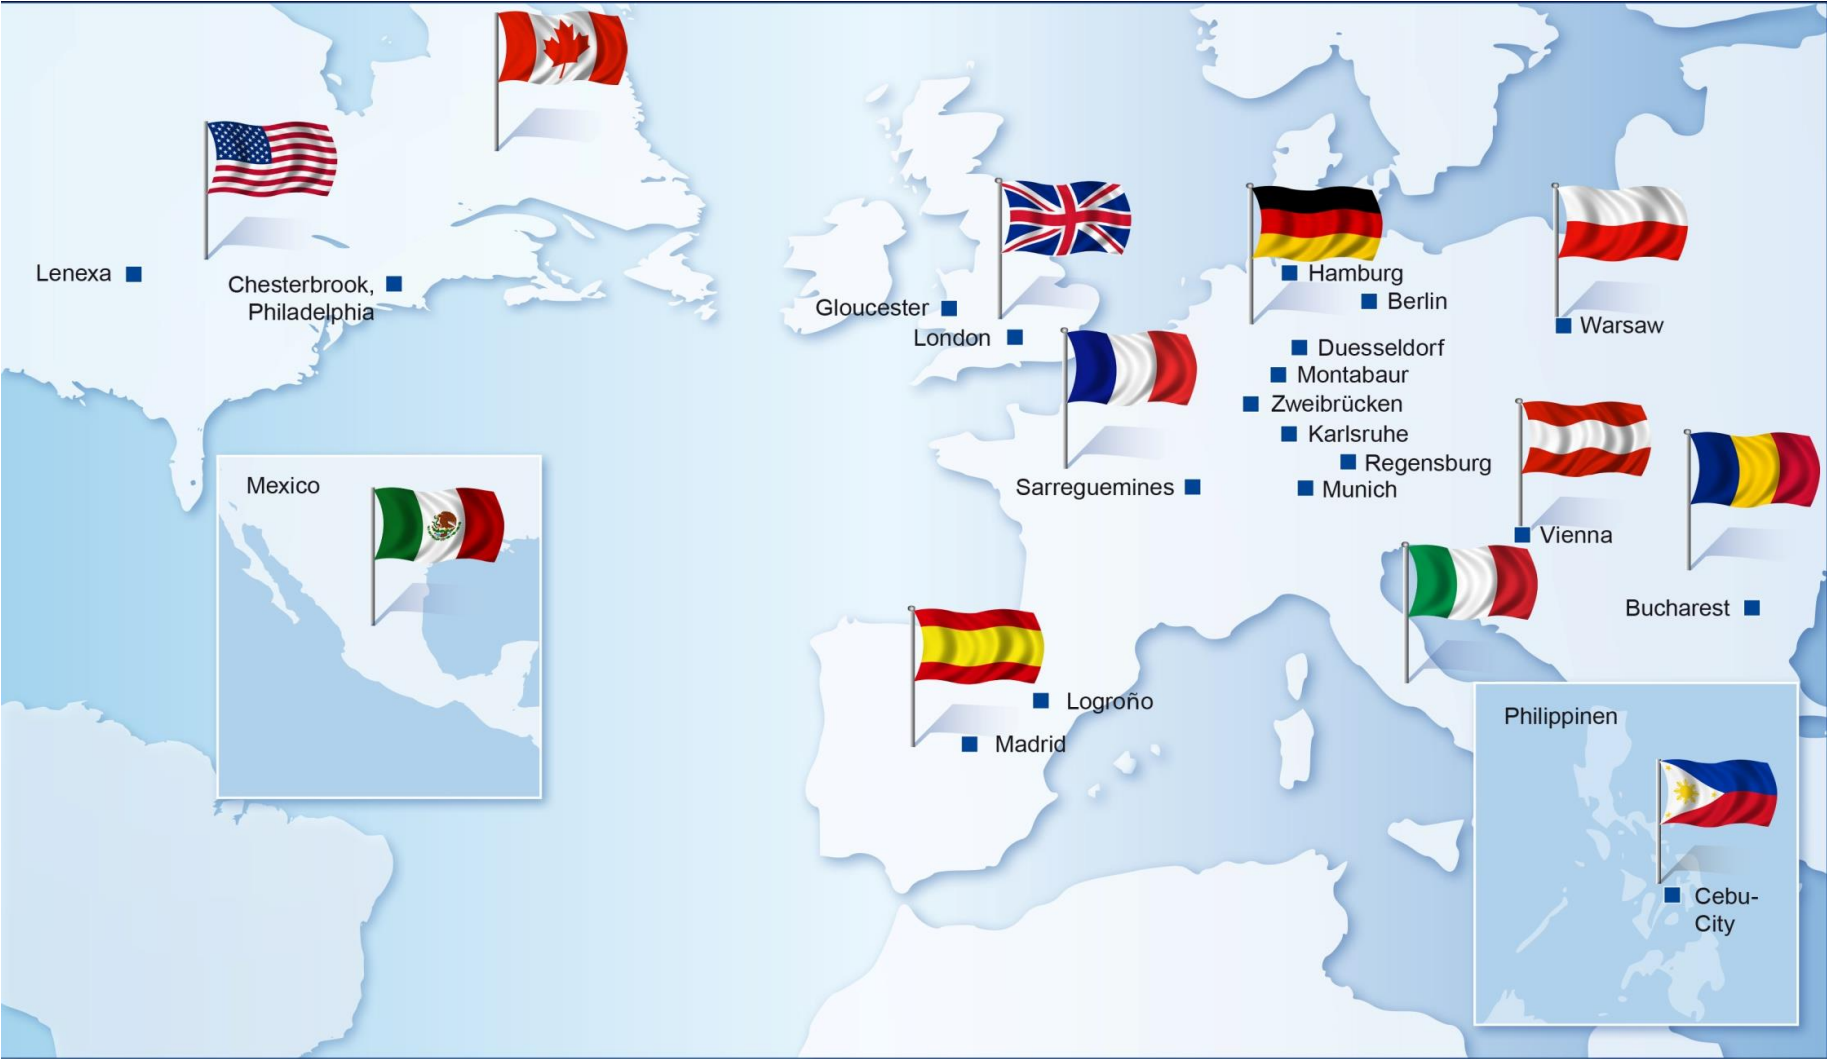 Lenexa
Chesterbrook,
Philadelphia
Mexico
Gloucester
London
Sarreguemines
Logroño
Madrid
Hamburg
Berlin
Duesseldorf
Montabaur
Zweibrücken
Karlsruhe
Regensburg
Munich
Warsaw
Vienna
Bucharest
Philippinen
Cebu-
City